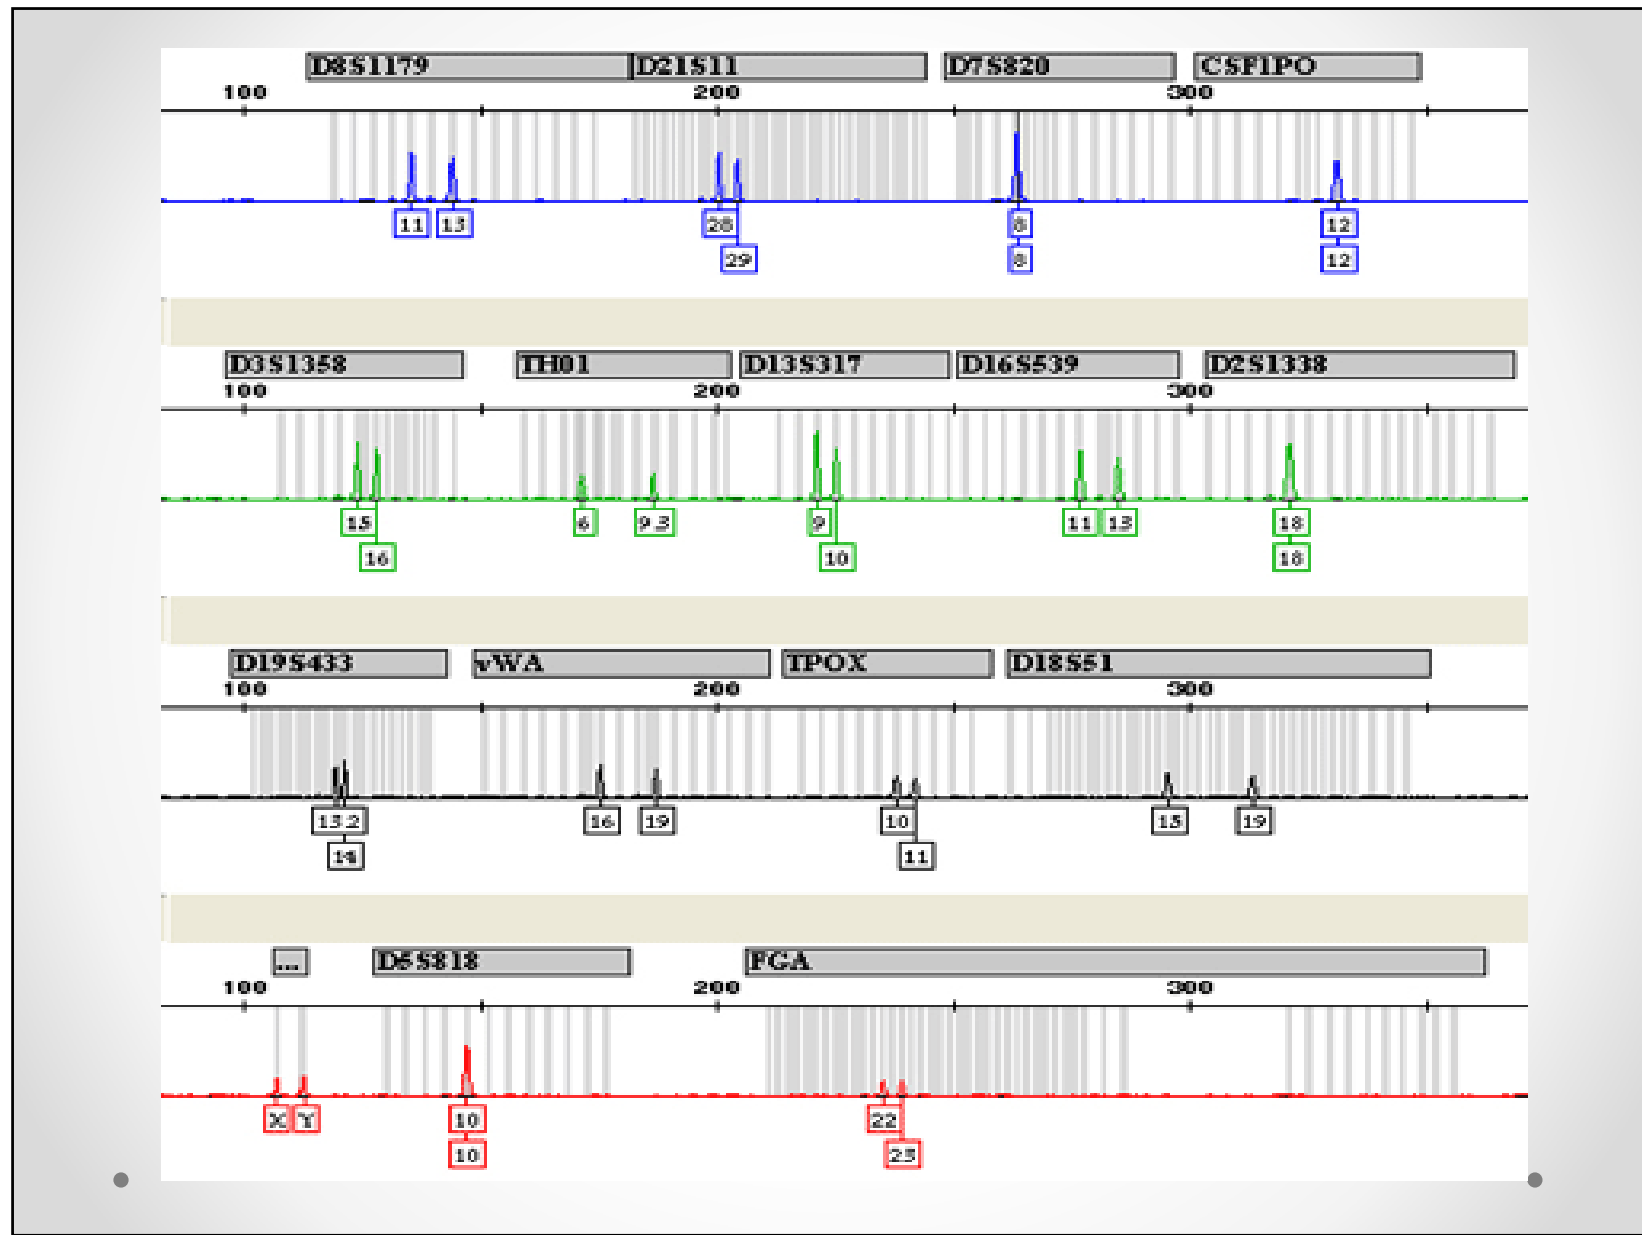 D8S1179 D21S11 D7S820 CSF1PO
100 200 300
11 13 28 8 12
29 8 12
D3S1358 TH01 D13S317 D16S539 D2S1338
100 200 300
15 6 9.3 9 11 13 18
16 10 18
D19S433 vWA TPOX D18S51
100 200 300
13.2 16 19 10 15 19
14 11
... D5S818 FGA
100 200 300
X Y 10 22
10 23